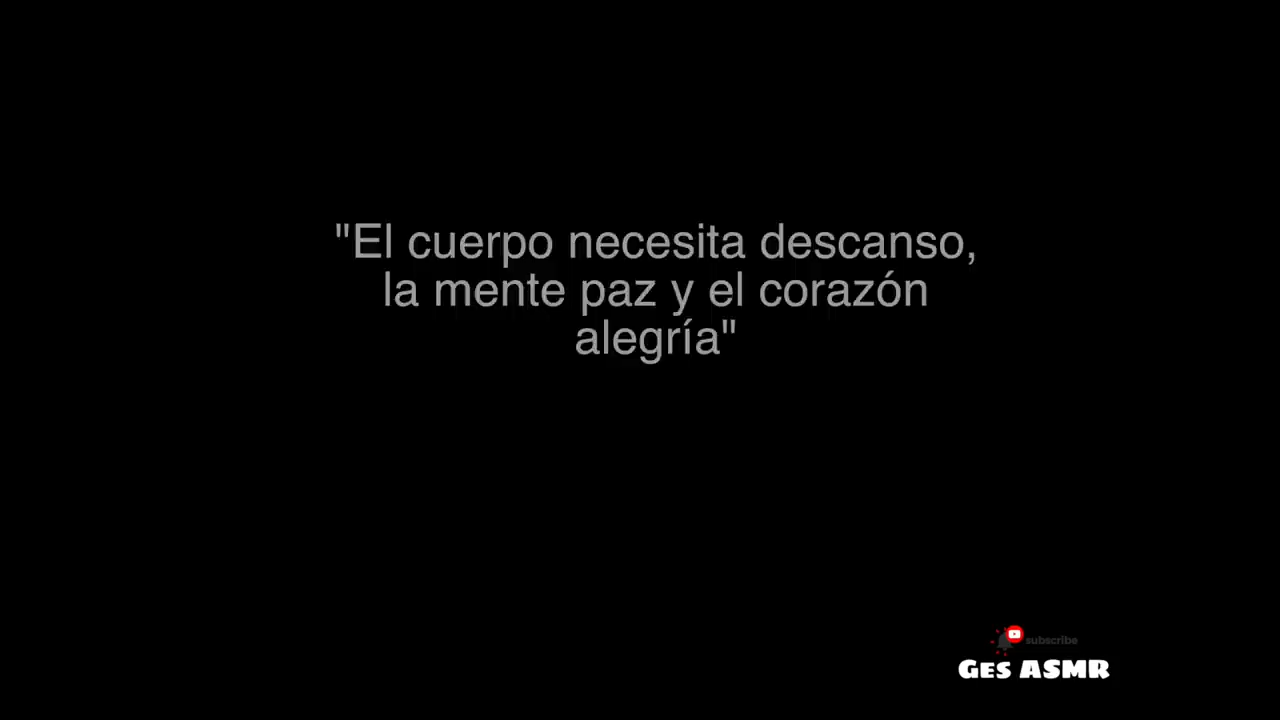 "El cuerpo necesita descanso,
la mente paz y el corazón
alegría"
subscribe
Ges ASMR